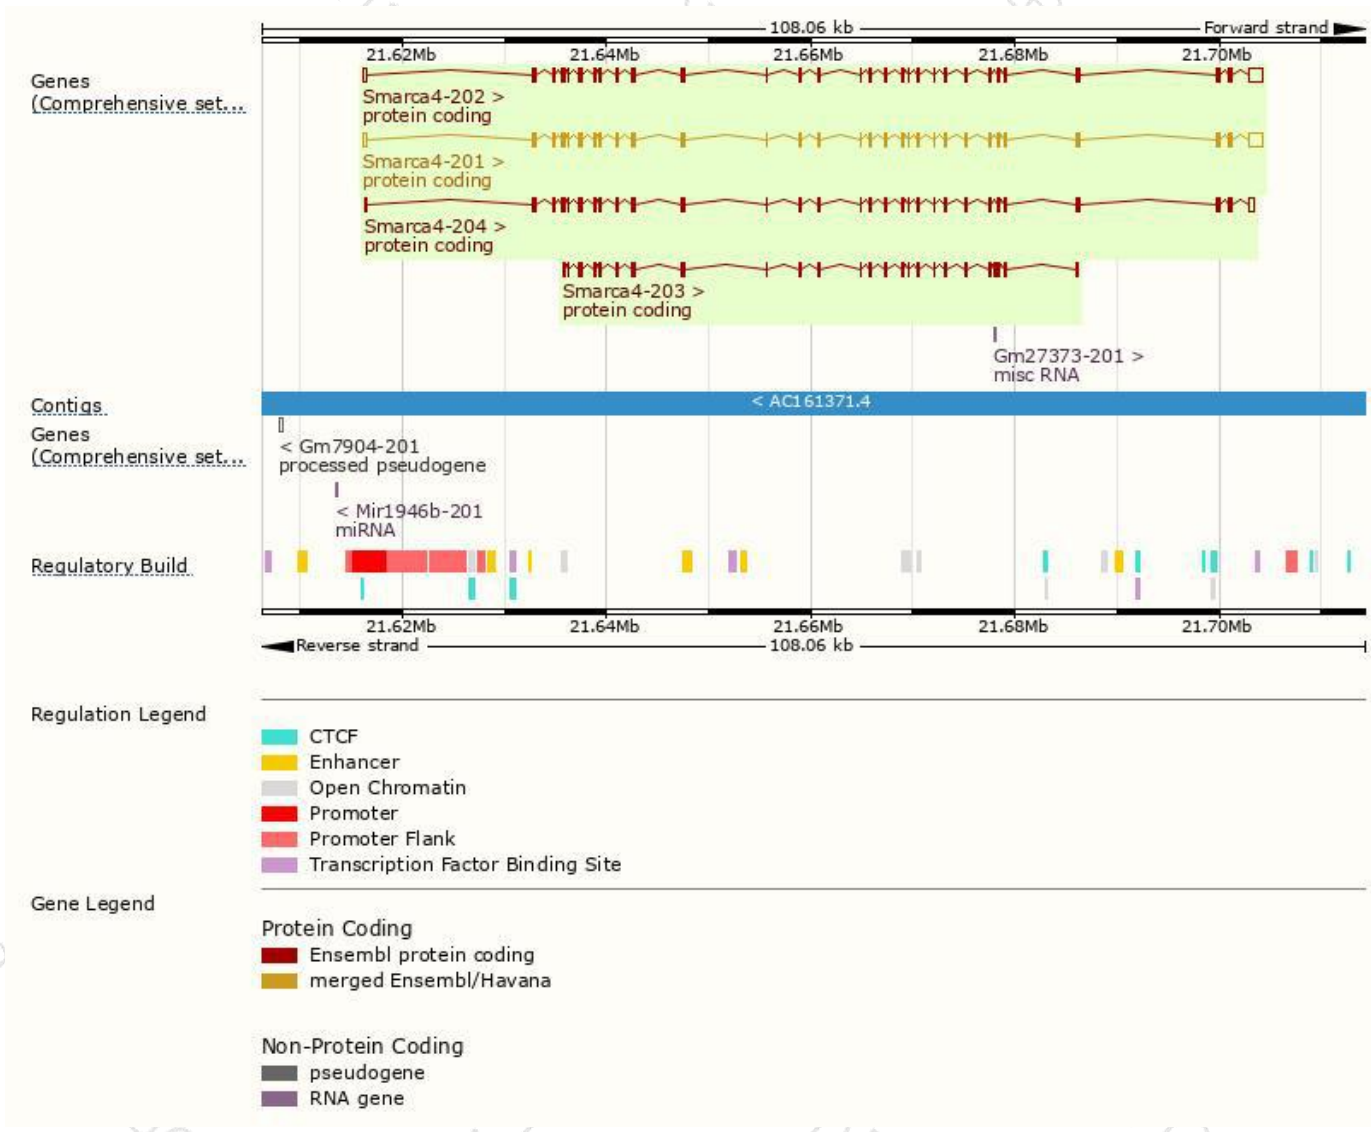 108.06 kb
Forward strand
21.62Mb 21.64Mb 21.66Mb 21.68Mb 21.70Mb
Genes
(Comprehensive set...
Smarca4-202 >
protein coding
Smarca4-201 >
protein coding
Smarca4-204 >
protein coding
Smarca4-203 >
protein coding
Gm27373-201 >
misc RNA
Contigs
< AC161371.4
Genes
(Comprehensive set...
< Gm7904-201
processed pseudogene
< Mir1946b-201
miRNA
Regulatory Build
21.62Mb 21.64Mb 21.66Mb 21.68Mb 21.70Mb
Reverse strand
108.06 kb
Regulation Legend
CTCF
Enhancer
Open Chromatin
Promoter
Promoter Flank
Transcription Factor Binding Site
Gene Legend
Protein Coding
Ensembl protein coding
merged Ensembl/Havana
Non-Protein Coding
pseudogene
RNA gene